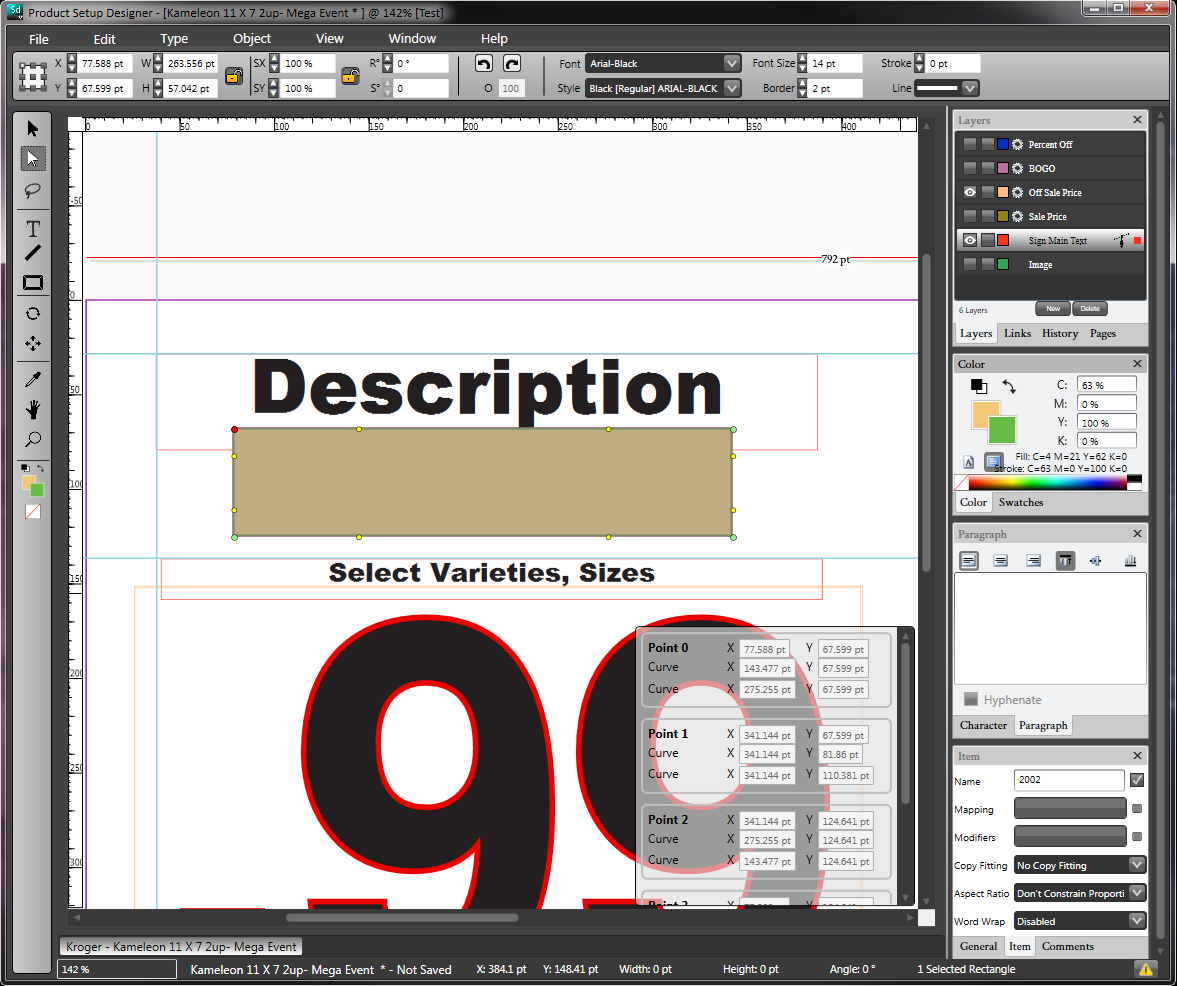 Sd Product Setup Designer - [Kameleon 11 X 7 2up- Mega Event * ] @ 142% [Test]
File Edit Type Object View Window Help
X 77.588 pt W 263.556 pt SX 100 % R° 0 ° Font Arial-Black Font Size 14 pt Stroke 0 pt
Y 67.599 pt H 57.042 pt SY 100 % S° 0 O 100 Style Black [Regular] ARIAL-BLACK Border 2 pt Line
0 50 100 150 200 250 300 350 400
-50
0
50
100
150
200
250
300
792 pt
Description
Select Varieties, Sizes
99
Point 0 X 77.588 pt Y 67.599 pt
Curve X 143.477 pt Y 67.599 pt
Curve X 275.255 pt Y 67.599 pt
Point 1 X 341.144 pt Y 67.599 pt
Curve X 341.144 pt Y 81.86 pt
Curve X 341.144 pt Y 110.381 pt
Point 2 X 341.144 pt Y 124.641 pt
Curve X 275.255 pt Y 124.641 pt
Curve X 143.477 pt Y 124.641 pt
Layers
Percent Off
BOGO
Off Sale Price
Sale Price
Sign Main Text
Image
6 Layers New Delete
Layers Links History Pages
Color
C: 63 %
M: 0 %
Y: 100 %
K: 0 %
A
Fill: C=4 M=21 Y=62 K=0
Stroke: C=63 M=0 Y=100 K=0
Color Swatches
Paragraph
Hyphenate
Character Paragraph
Item
Name 2002
Mapping
Modifiers
Copy Fitting No Copy Fitting
Aspect Ratio Don't Constrain Proporti
Word Wrap Disabled
General Item Comments
Kroger - Kameleon 11 X 7 2up- Mega Event
142 % Kameleon 11 X 7 2up- Mega Event * - Not Saved X: 384.1 pt Y: 148.41 pt Width: 0 pt Height: 0 pt Angle: 0 ° 1 Selected Rectangle